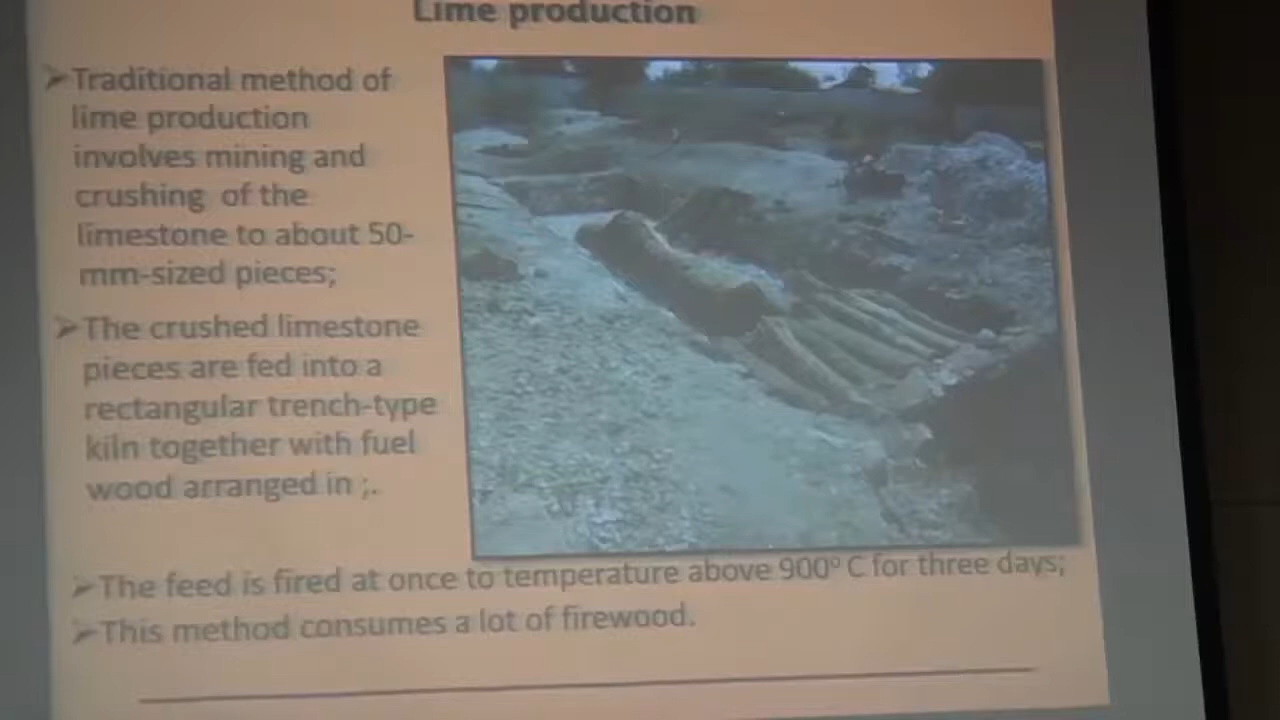 Lime production
➢Traditional method of
lime production
involves mining and
crushing of the
limestone to about 50-
mm-sized pieces;
➢The crushed limestone
pieces are fed into a
rectangular trench-type
kiln together with fuel
wood arranged in ;.
➢The feed is fired at once to temperature above 900º C for three days;
➢This method consumes a lot of firewood.